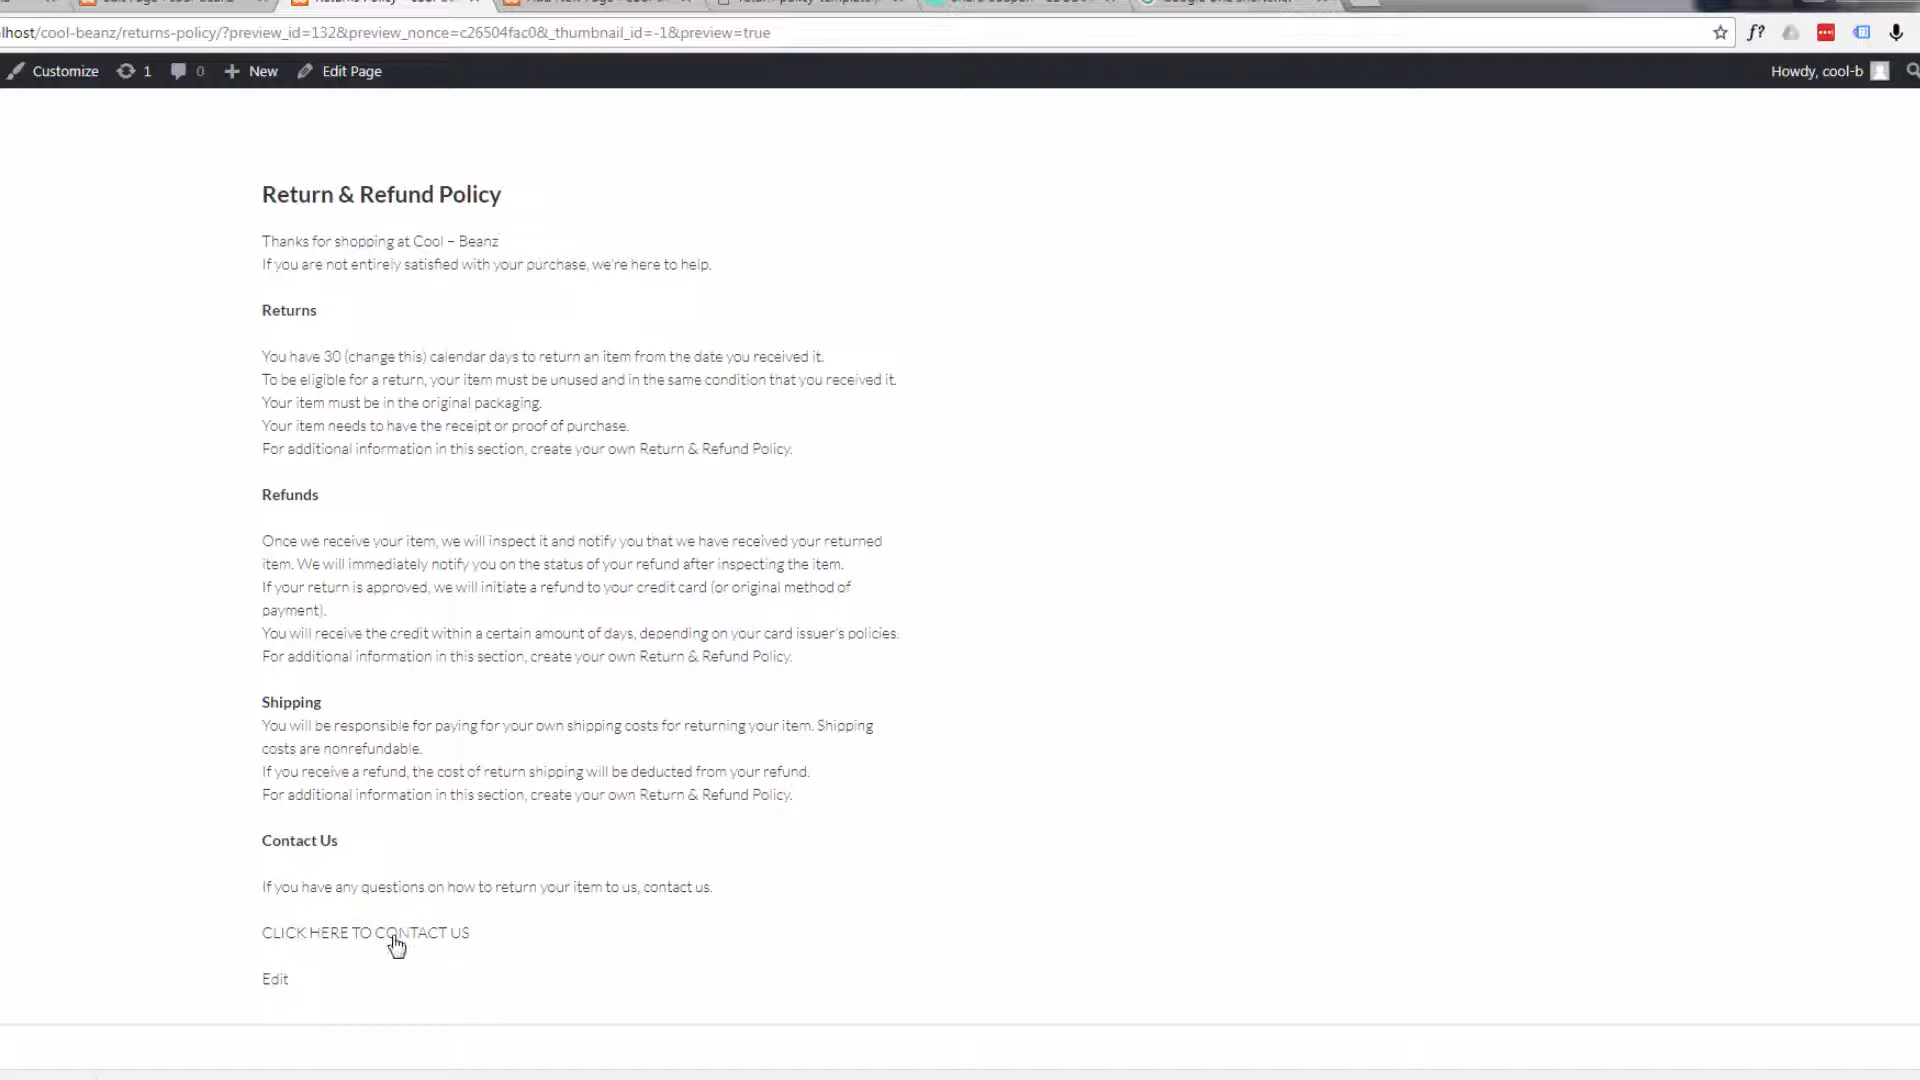 lhost/cool-beanz/returns-policy/?preview_id=132&preview_nonce=c26504fac0&_thumbnail_id=-1&preview=true
f?
Customize 1 0 New Edit Page Howdy, cool-b
Return & Refund Policy
Thanks for shopping at Cool – Beanz
If you are not entirely satisfied with your purchase, we're here to help.
Returns
You have 30 (change this) calendar days to return an item from the date you received it.
To be eligible for a return, your item must be unused and in the same condition that you received it.
Your item must be in the original packaging.
Your item needs to have the receipt or proof of purchase.
For additional information in this section, create your own Return & Refund Policy.
Refunds
Once we receive your item, we will inspect it and notify you that we have received your returned
item. We will immediately notify you on the status of your refund after inspecting the item.
If your return is approved, we will initiate a refund to your credit card (or original method of
payment).
You will receive the credit within a certain amount of days, depending on your card issuer's policies.
For additional information in this section, create your own Return & Refund Policy.
Shipping
You will be responsible for paying for your own shipping costs for returning your item. Shipping
costs are nonrefundable.
If you receive a refund, the cost of return shipping will be deducted from your refund.
For additional information in this section, create your own Return & Refund Policy.
Contact Us
If you have any questions on how to return your item to us, contact us.
CLICK HERE TO CONTACT US
Edit